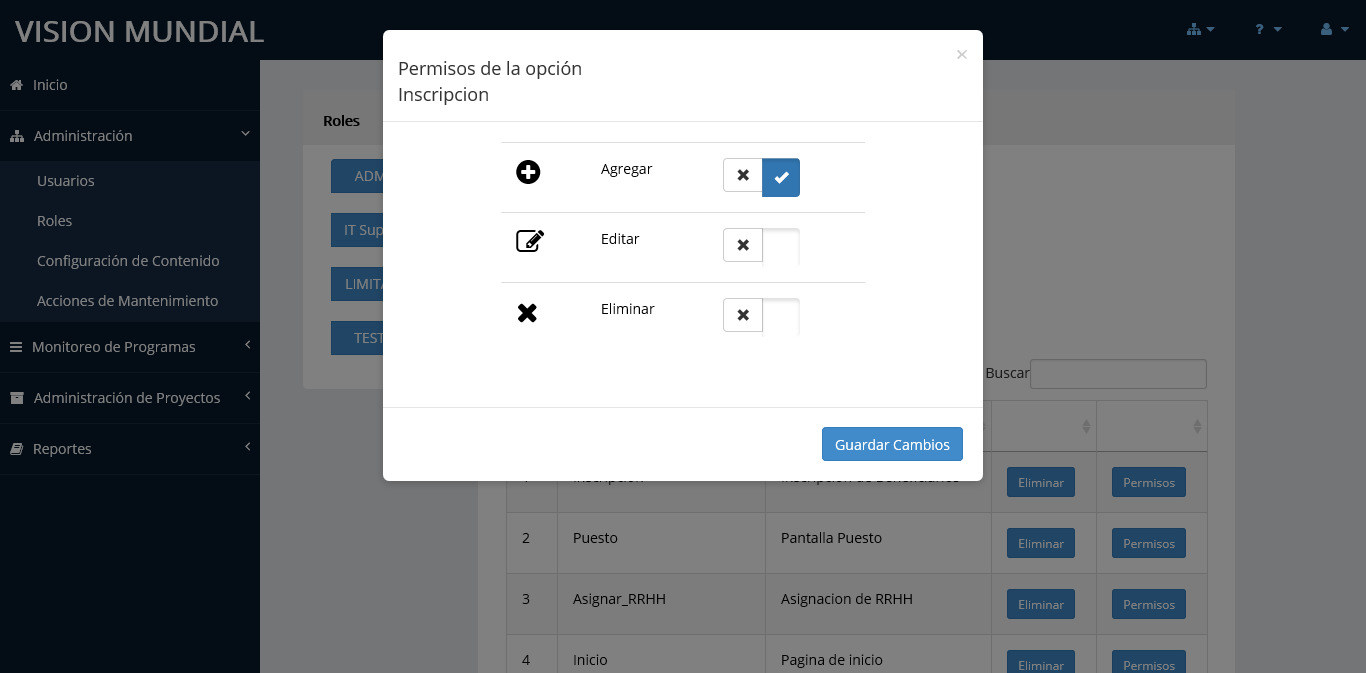 VISION MUNDIAL
?
Inicio
Administración
Usuarios
Roles
Configuración de Contenido
Acciones de Mantenimiento
Monitoreo de Programas
Administración de Proyectos
Reportes
Roles
ADM
IT Sup
LIMITA
TEST
×
Permisos de la opción
Inscripcion
Agregar
Editar
Eliminar
Guardar Cambios
Buscar
Eliminar Permisos
2 Puesto Pantalla Puesto Eliminar Permisos
3 Asignar_RRHH Asignacion de RRHH Eliminar Permisos
4 Inicio Pagina de inicio Eliminar Permisos